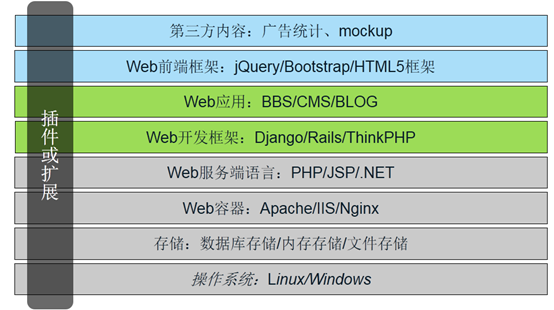 第三方内容：广告统计、mockup
Web前端框架：jQuery/Bootstrap/HTML5框架
Web应用：BBS/CMS/BLOG
Web开发框架：Django/Rails/ThinkPHP
Web服务端语言：PHP/JSP/.NET
Web容器：Apache/IIS/Nginx
存储：数据库存储/内存存储/文件存储
操作系统：Linux/Windows
插件或扩展